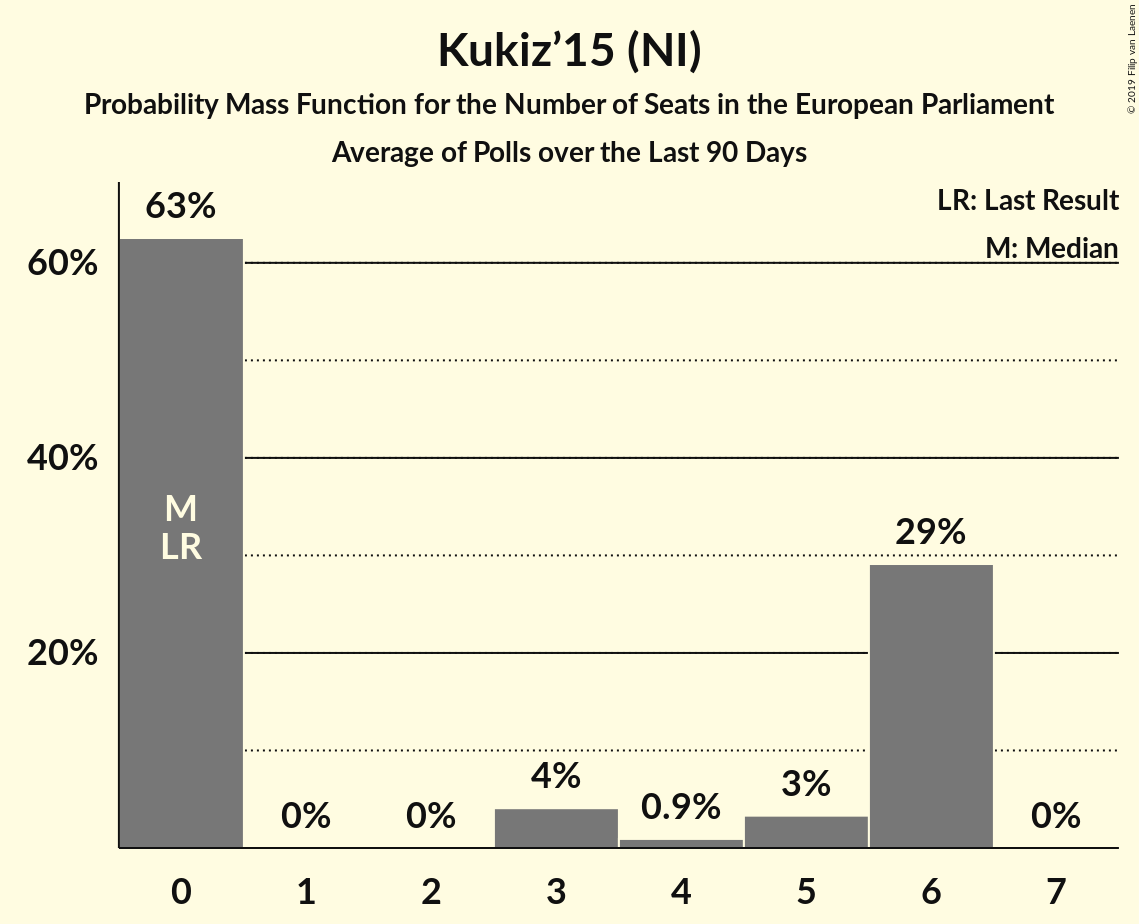 Kukiz’15 (NI)
Probability Mass Function for the Number of Seats in the European Parliament
Average of Polls over the Last 90 Days
© 2019 Filip van Laenen
LR: Last Result
M: Median
63%
60%
40%
20%
M
LR
0%
0%
4%
0.9%
3%
29%
0%
0 1 2 3 4 5 6 7